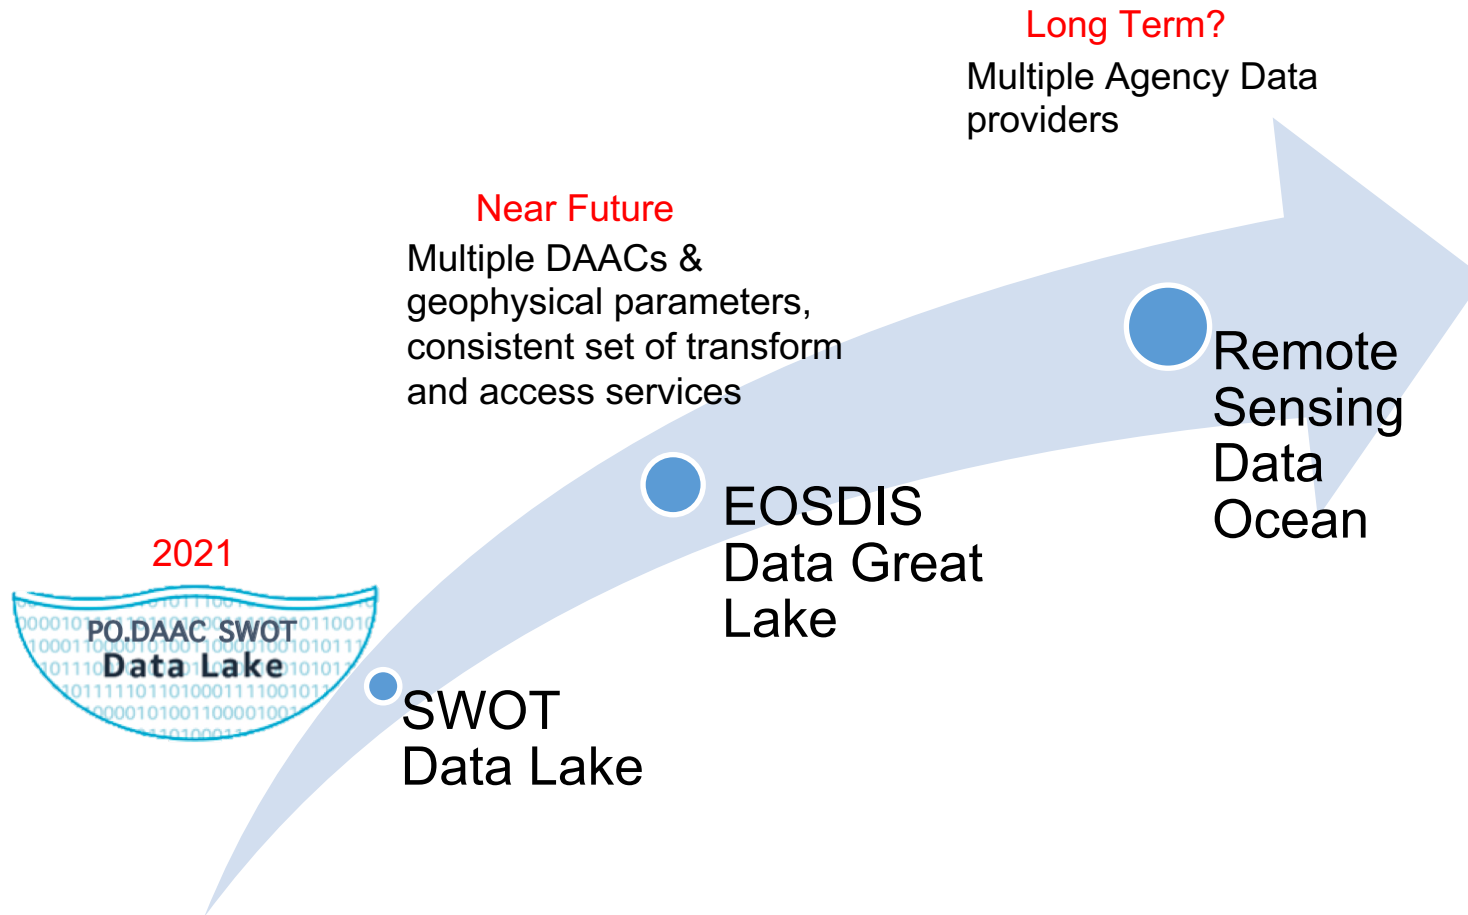 Long Term?
Multiple Agency Data
providers
Near Future
Multiple DAACs &
geophysical parameters,
consistent set of transform
and access services
Remote
Sensing
Data
Ocean
EOSDIS
Data Great
Lake
2021
PO.DAAC SWOT
Data Lake
SWOT
Data Lake